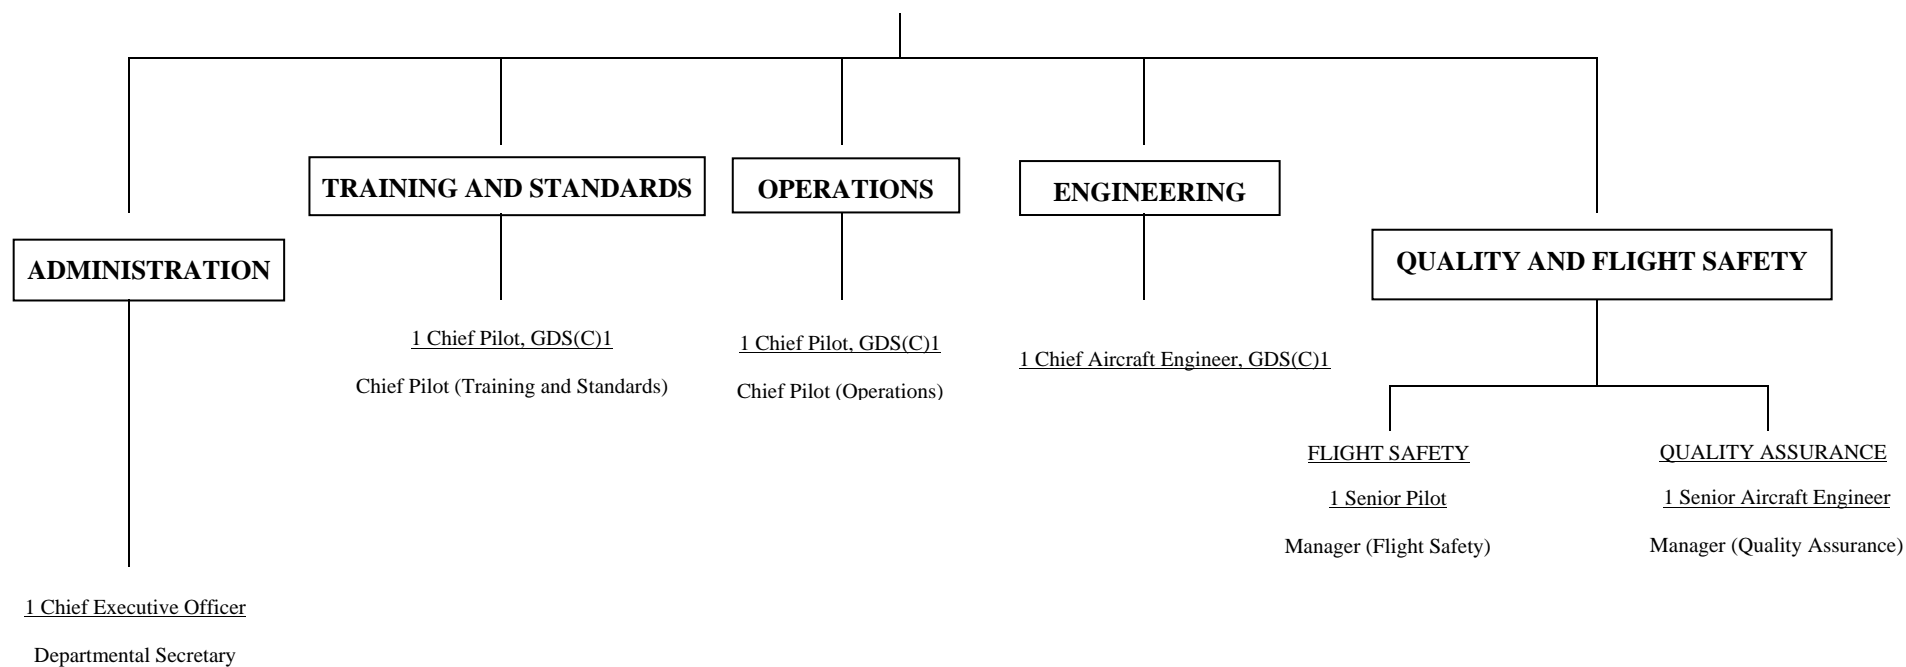 TRAINING AND STANDARDS
OPERATIONS
ENGINEERING
ADMINISTRATION
QUALITY AND FLIGHT SAFETY
1 Chief Pilot, GDS(C)1
Chief Pilot (Training and Standards)
1 Chief Pilot, GDS(C)1
Chief Pilot (Operations)
1 Chief Aircraft Engineer, GDS(C)1
FLIGHT SAFETY
1 Senior Pilot
Manager (Flight Safety)
QUALITY ASSURANCE
1 Senior Aircraft Engineer
Manager (Quality Assurance)
1 Chief Executive Officer
Departmental Secretary